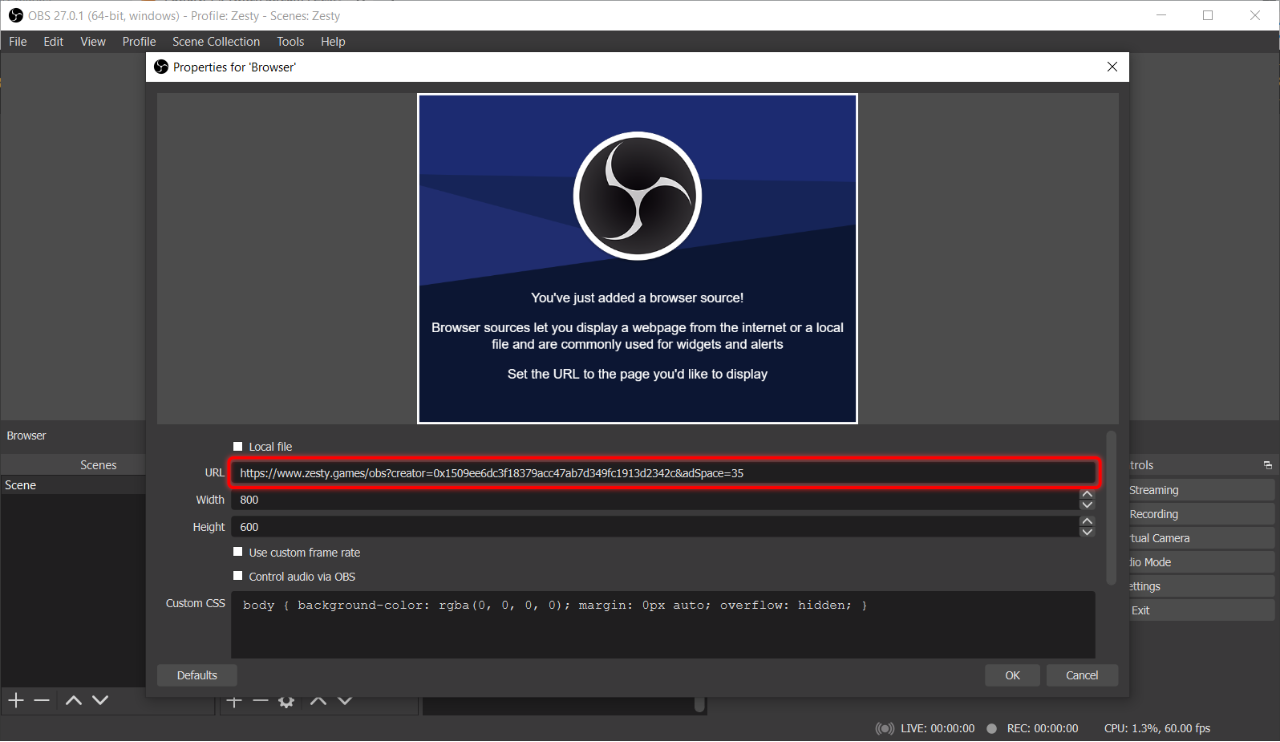 OBS 27.0.1 (64-bit, windows) - Profile: Zesty - Scenes: Zesty
File Edit View Profile Scene Collection Tools Help
Properties for 'Browser'
You've just added a browser source!
Browser sources let you display a webpage from the internet or a local
file and are commonly used for widgets and alerts
Set the URL to the page you'd like to display
Browser
Scenes
Scene
Local file
URL https://www.zesty.games/obs?creator=0x1509ee6dc3f18379acc47ab7d349fc1913d2342c&adSpace=35
Width 800
Height 600
Use custom frame rate
Control audio via OBS
Custom CSS body { background-color: rgba(0, 0, 0, 0); margin: 0px auto; overflow: hidden; }
Defaults OK Cancel
trols
Streaming
Recording
tual Camera
dio Mode
ettings
Exit
LIVE: 00:00:00 REC: 00:00:00 CPU: 1.3%, 60.00 fps